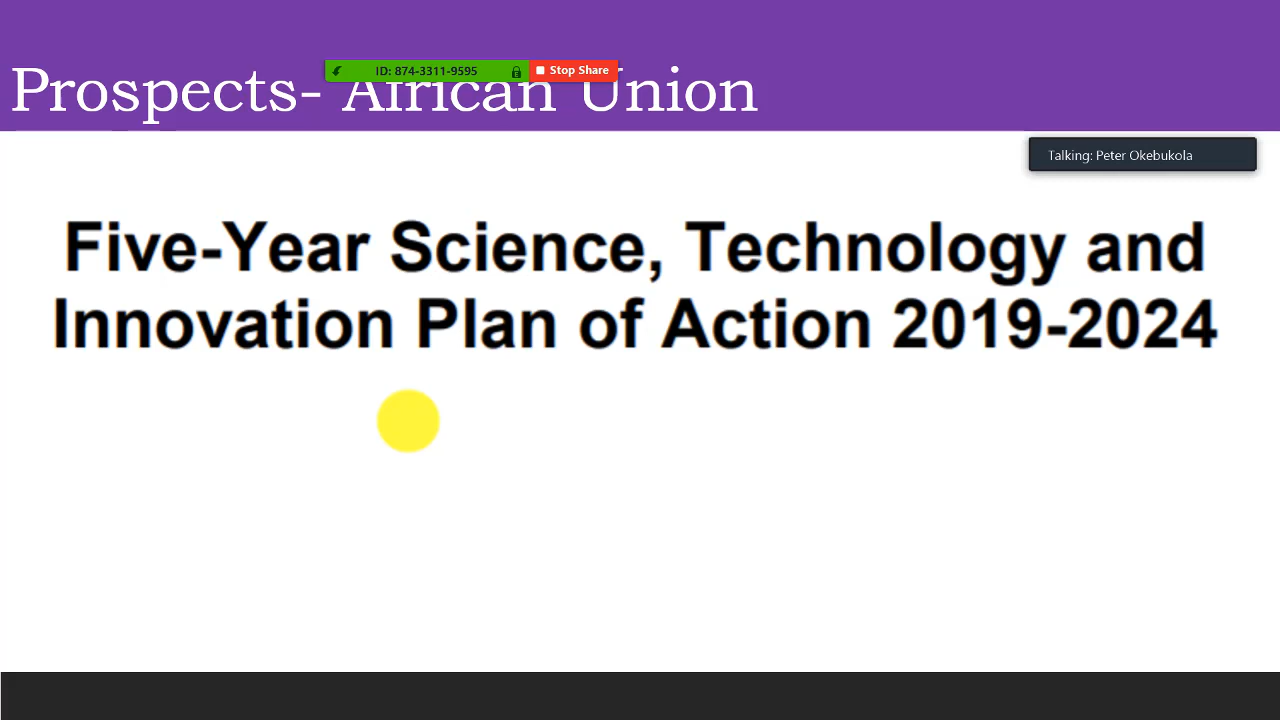 Prospects- African Union
ID: 874-3311-9595
Stop Share
Talking: Peter Okebukola
Five-Year Science, Technology and
Innovation Plan of Action 2019-2024